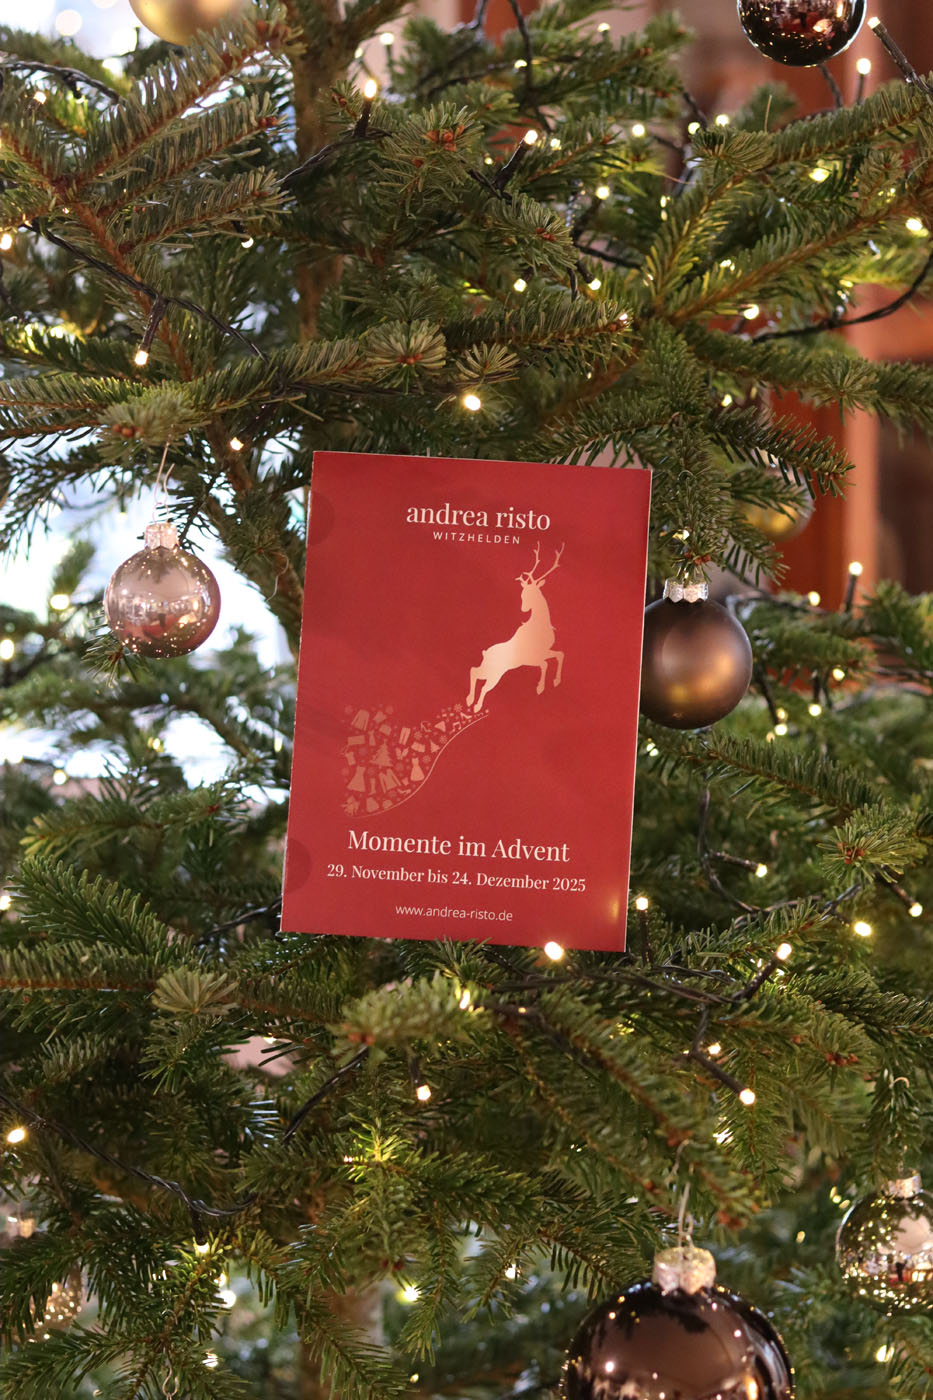 andrea risto
WITZHELDEN
Momente im Advent
29. November bis 24. Dezember 2025
www.andrea-risto.de